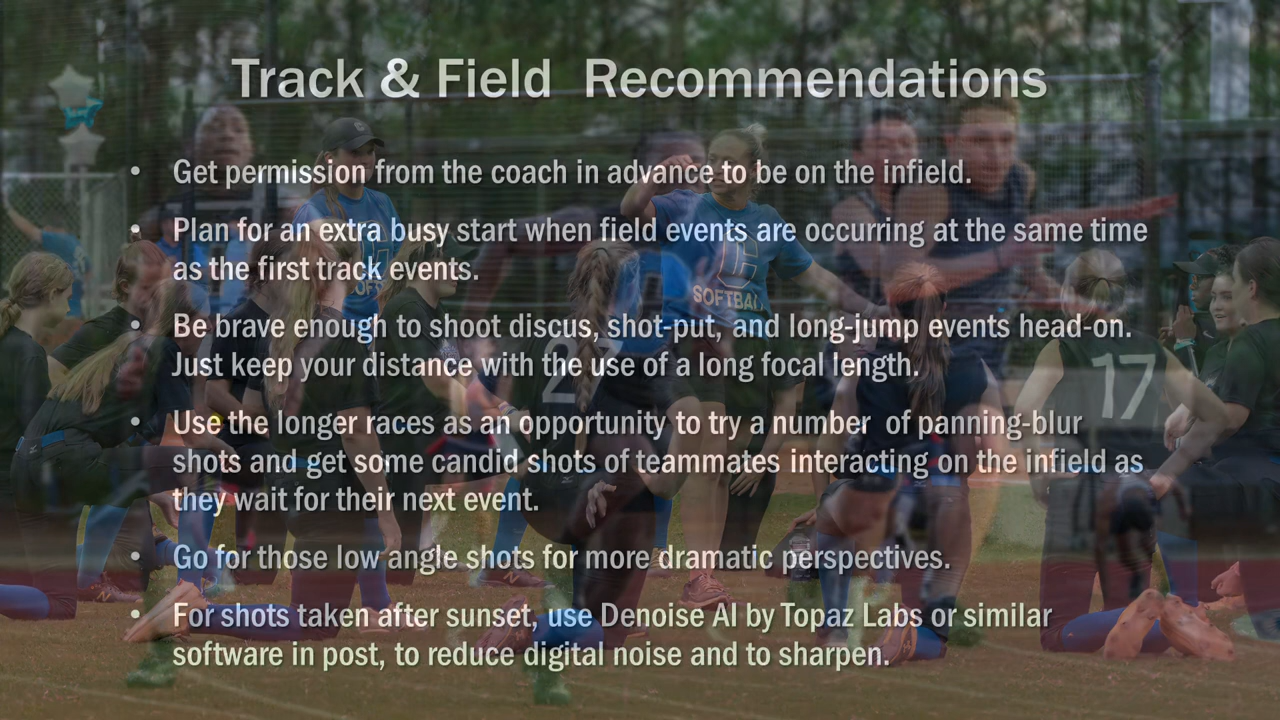 Track & Field  Recommendations
• Get permission from the coach in advance to be on the infield.
• Plan for an extra busy start when field events are occurring at the same time
as the first track events.
• Be brave enough to shoot discus, shot-put, and long-jump events head-on.
Just keep your distance with the use of a long focal length.
• Use the longer races as an opportunity to try a number  of panning-blur
shots and get some candid shots of teammates interacting on the infield as
they wait for their next event.
• Go for those low angle shots for more dramatic perspectives.
• For shots taken after sunset, use Denoise AI by Topaz Labs or similar
software in post, to reduce digital noise and to sharpen.
SOFTBALL
2
17